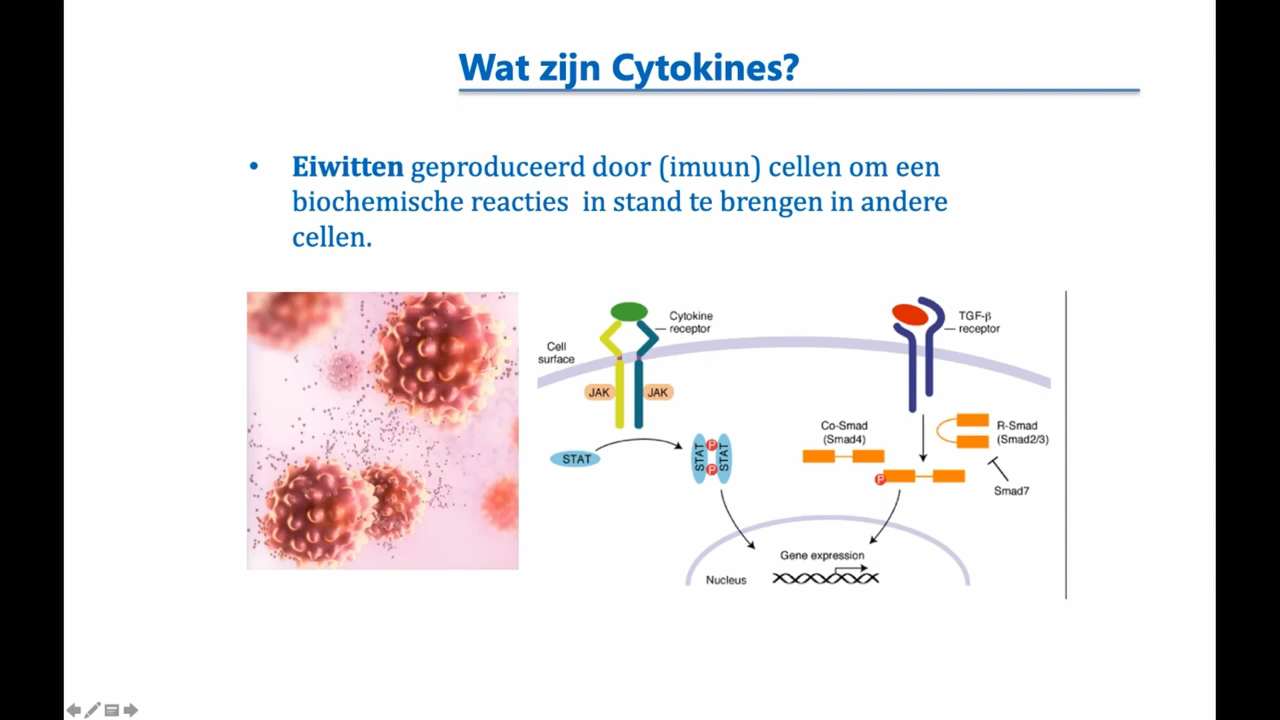 Wat zijn Cytokines?
• Eiwitten geproduceerd door (imuun) cellen om een
biochemische reacties in stand te brengen in andere
cellen.
Cytokine
receptor
Cell
surface
JAK
JAK
STAT
STAT
STAT
P
P
TGF-β
receptor
Co-Smad
(Smad4)
R-Smad
(Smad2/3)
P
Smad7
Gene expression
Nucleus